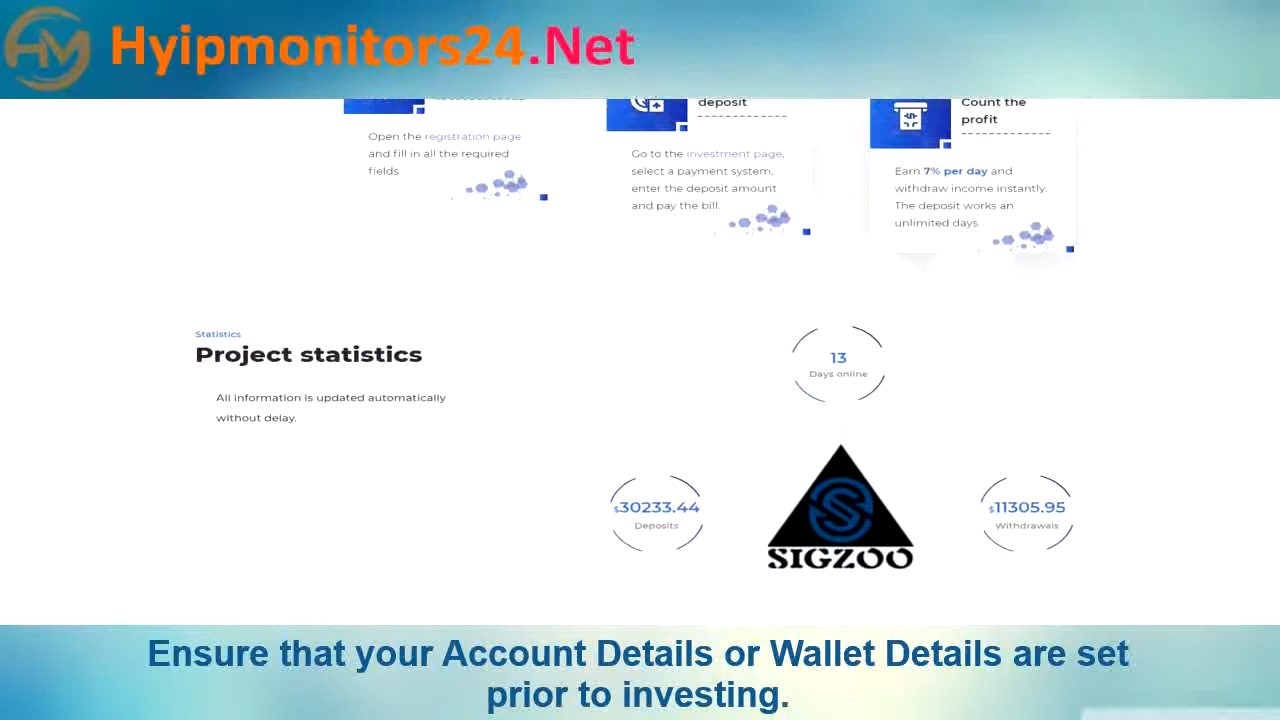 HM Hyipmonitors24.Net
Open the registration page
and fill in all the required
fields.
deposit
Go to the investment page,
select a payment system,
enter the deposit amount
and pay the bill.
Count the
profit
Earn 7% per day and
withdraw income instantly.
The deposit works an
unlimited days.
Statistics
Project statistics
All information is updated automatically
without delay.
13
Days online
$30233.44
Deposits
SIGZOO
$11305.95
Withdrawals
Ensure that your Account Details or Wallet Details are set
prior to investing.